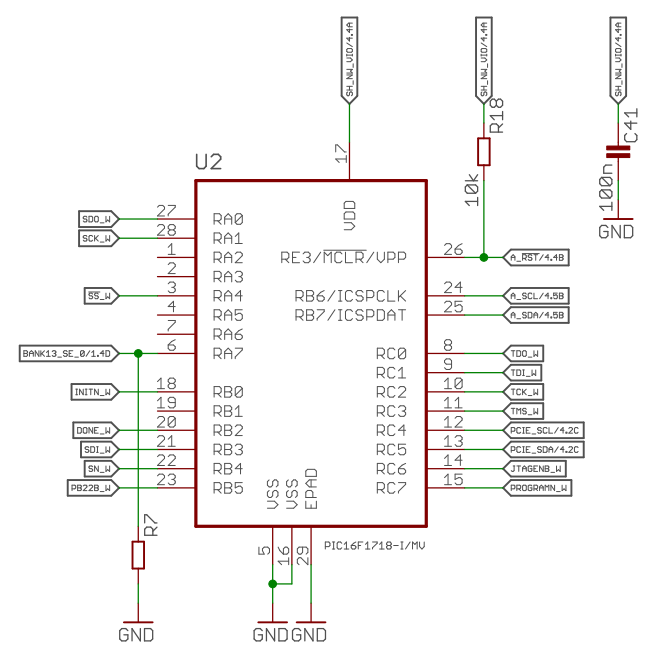 SH_NW_VIO/4.4A
SH_NW_VIO/4.4A
SH_NW_VIO/4.4A
R18
10k
C41
100n
GND
U2
17
VDD
SDO_W 27 RA0
SCK_W 28 RA1
1 RA2
2 RA3
SS_W 3 RA4
4 RA5
7 RA6
BANK13_SE_0/1.4D 6 RA7
INITN_W 18 RB0
19 RB1
DONE_W 20 RB2
SDI_W 21 RB3
SN_W 22 RB4
PB22B_W 23 RB5
RE3/MCLR/VPP 26 A_RST/4.4B
RB6/ICSPCLK 24 A_SCL/4.5B
RB7/ICSPDAT 25 A_SDA/4.5B
RC0 8 TDO_W
RC1 9 TDI_W
RC2 10 TCK_W
RC3 11 TMS_W
RC4 12 PCIE_SCL/4.2C
RC5 13 PCIE_SDA/4.2C
RC6 14 JTAGENB_W
RC7 15 PROGRAMN_W
VSS
VSS
EPAD
5
16
29
PIC16F1718-I/MV
R7
GND
GND
GND